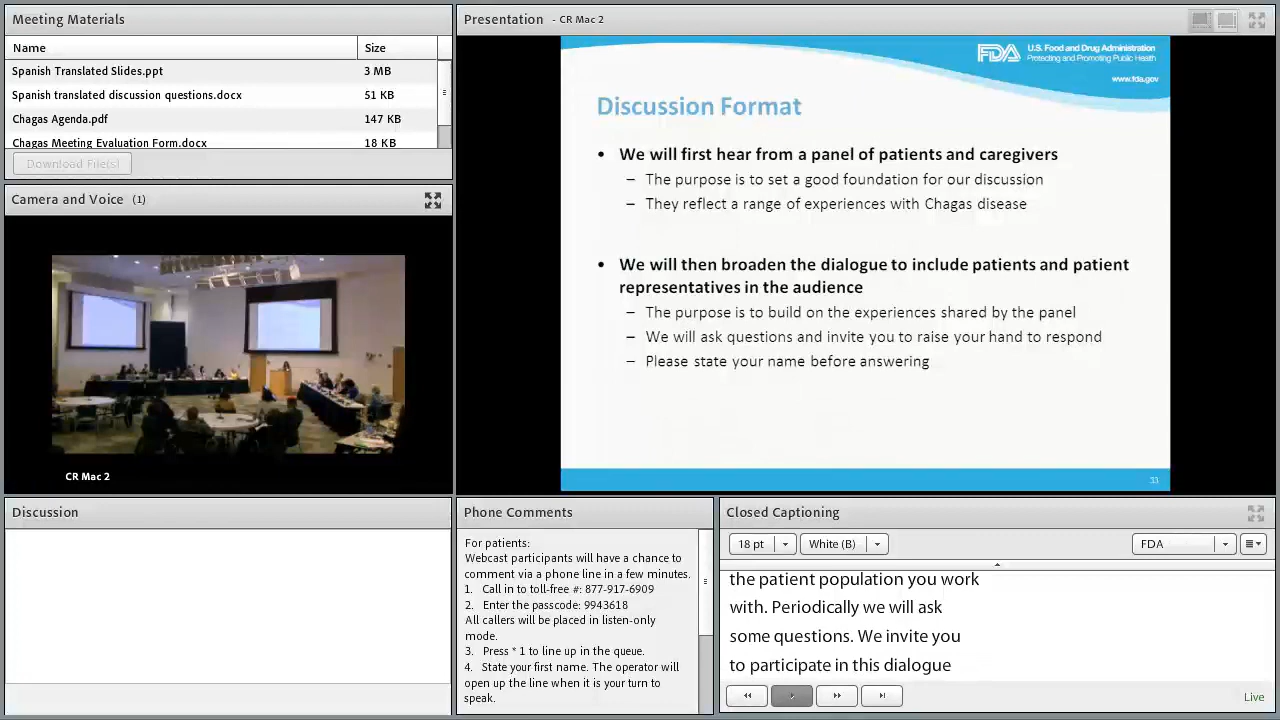 Meeting Materials
Name Size
Spanish Translated Slides.ppt 3 MB
Spanish translated discussion questions.docx 51 KB
Chagas Agenda.pdf 147 KB
Chagas Meeting Evaluation Form.docx 18 KB
Download File(s)
Camera and Voice (1)
CR Mac 2
Presentation - CR Mac 2
FDA U.S. Food and Drug Administration
Protecting and Promoting Public Health
www.fda.gov
Discussion Format
• We will first hear from a panel of patients and caregivers
– The purpose is to set a good foundation for our discussion
– They reflect a range of experiences with Chagas disease
• We will then broaden the dialogue to include patients and patient
representatives in the audience
– The purpose is to build on the experiences shared by the panel
– We will ask questions and invite you to raise your hand to respond
– Please state your name before answering
33
Discussion
Phone Comments
For patients:
Webcast participants will have a chance to
comment via a phone line in a few minutes.
1. Call in to toll-free #: 877-917-6909
2. Enter the passcode: 9943618
All callers will be placed in listen-only
mode.
3. Press * 1 to line up in the queue.
4. State your first name. The operator will
open up the line when it is your turn to
speak.
Closed Captioning
18 pt White (B) FDA
the patient population you work
with. Periodically we will ask
some questions. We invite you
to participate in this dialogue
Live